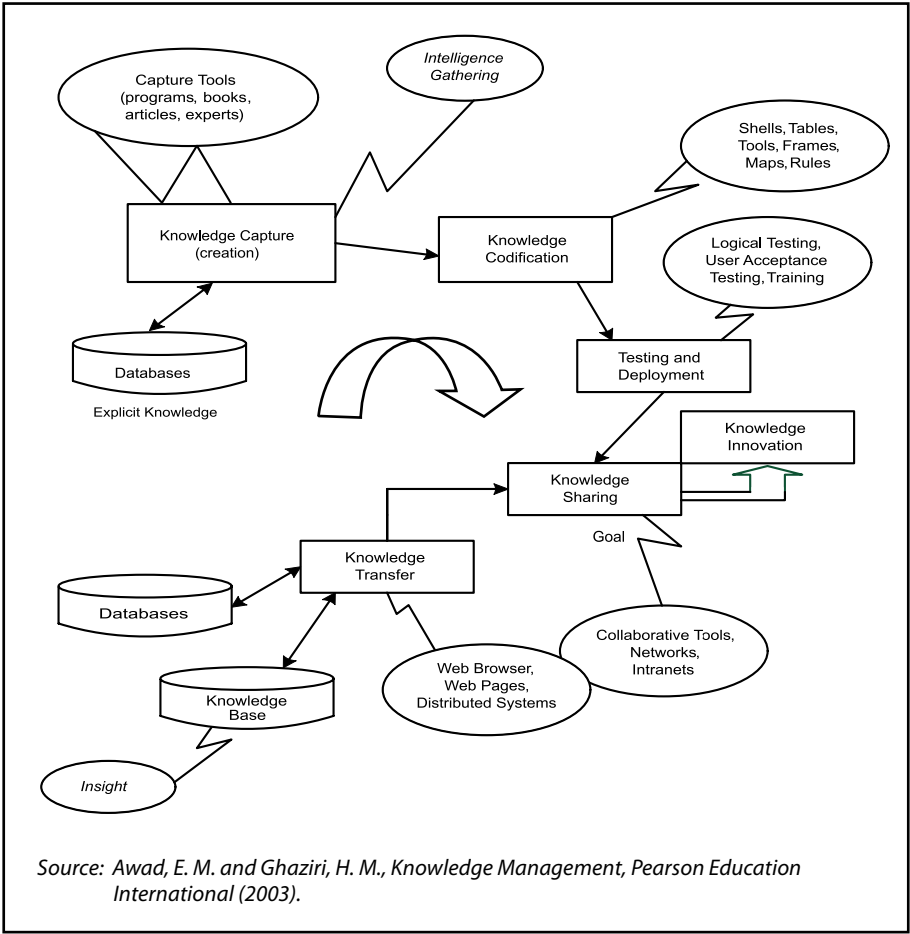 Capture Tools
(programs, books,
articles, experts)
Intelligence
Gathering
Shells, Tables,
Tools, Frames,
Maps, Rules
Knowledge Capture
(creation)
Knowledge
Codification
Logical Testing,
User Acceptance
Testing, Training
Databases
Explicit Knowledge
Testing and
Deployment
Knowledge
Innovation
Knowledge
Sharing
Goal
Knowledge
Transfer
Databases
Collaborative Tools,
Networks,
Intranets
Web Browser,
Web Pages,
Distributed Systems
Knowledge
Base
Insight
Source: Awad, E. M. and Ghaziri, H. M., Knowledge Management, Pearson Education
International (2003).